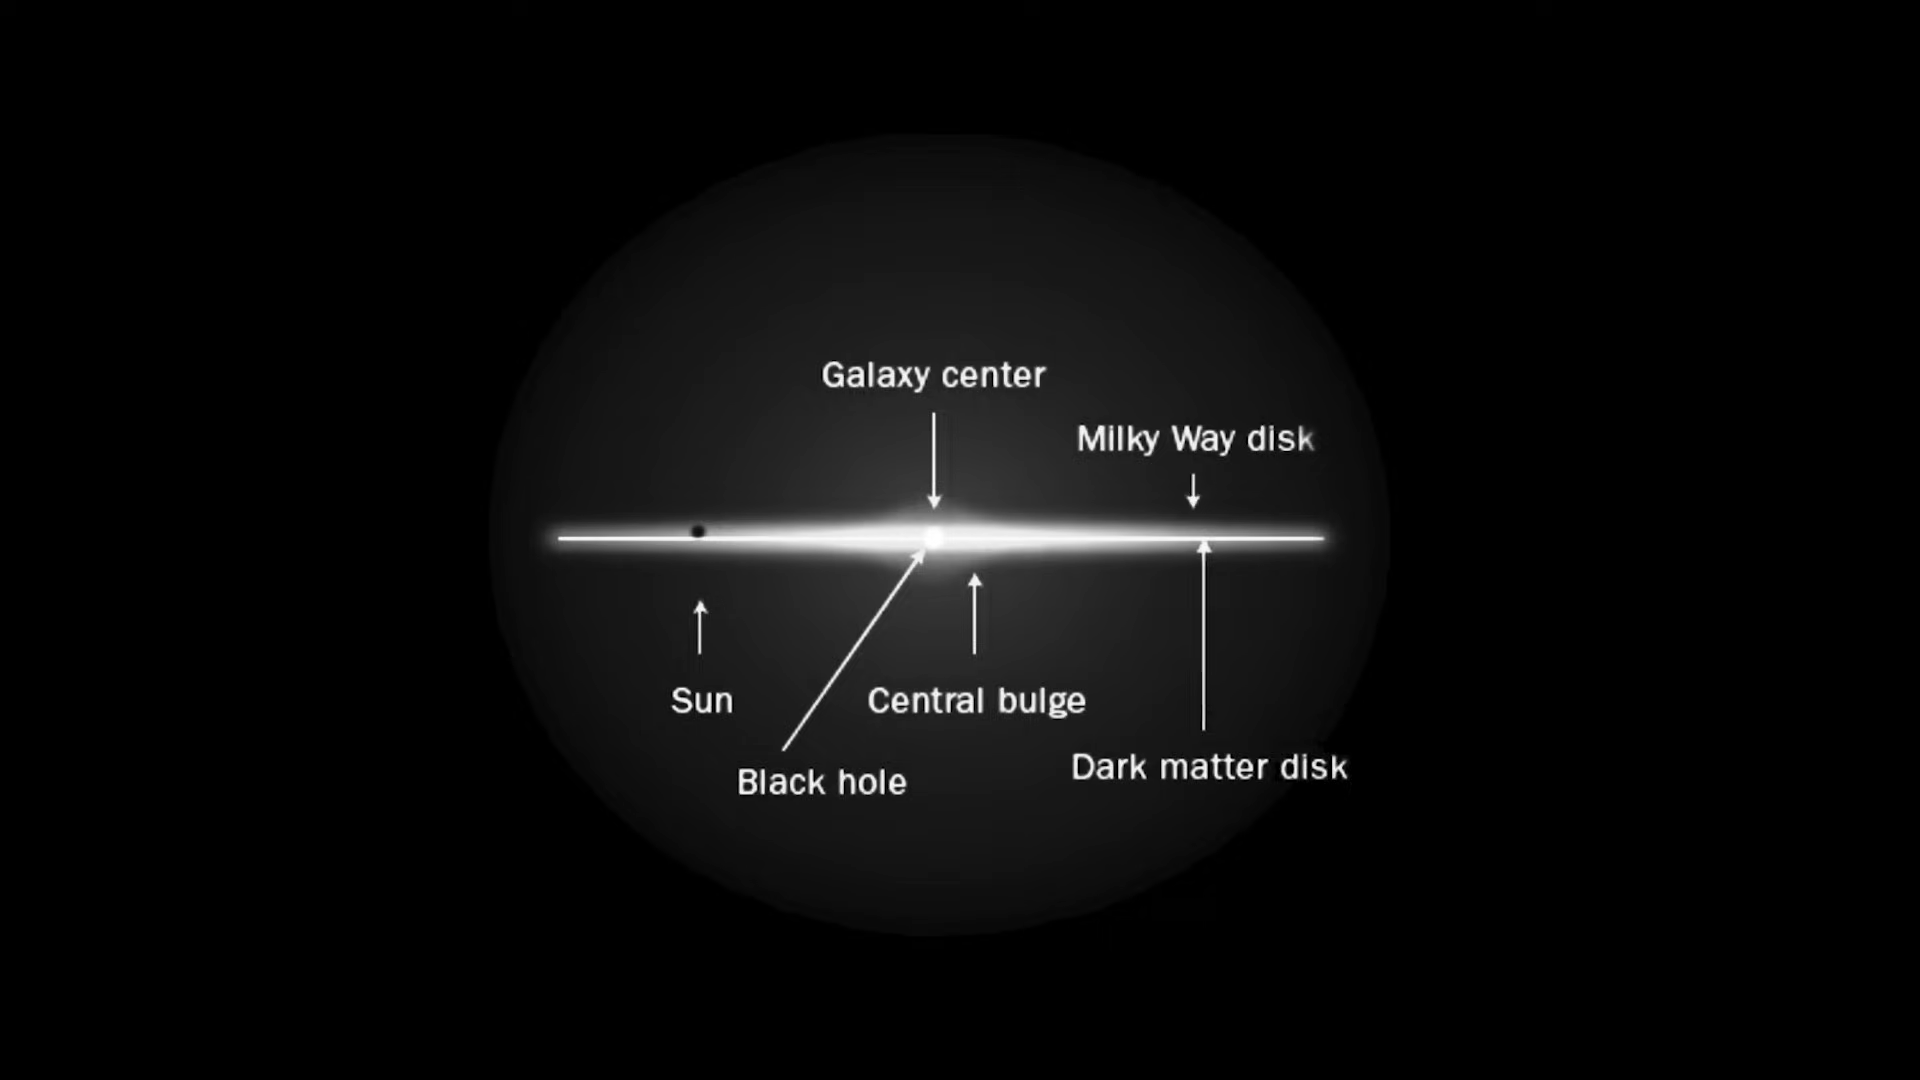 Galaxy center
Milky Way disk
Sun
Central bulge
Black hole
Dark matter disk